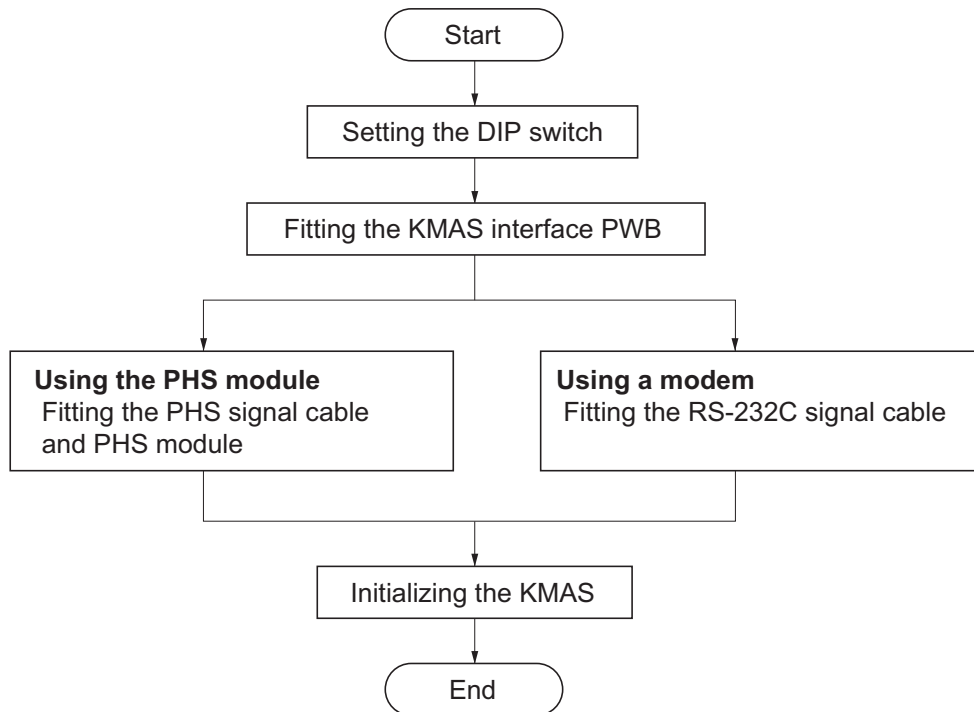 Start
Setting the DIP switch
Fitting the KMAS interface PWB
Using the PHS module
Fitting the PHS signal cable
and PHS module
Using a modem
Fitting the RS-232C signal cable
Initializing the KMAS
End